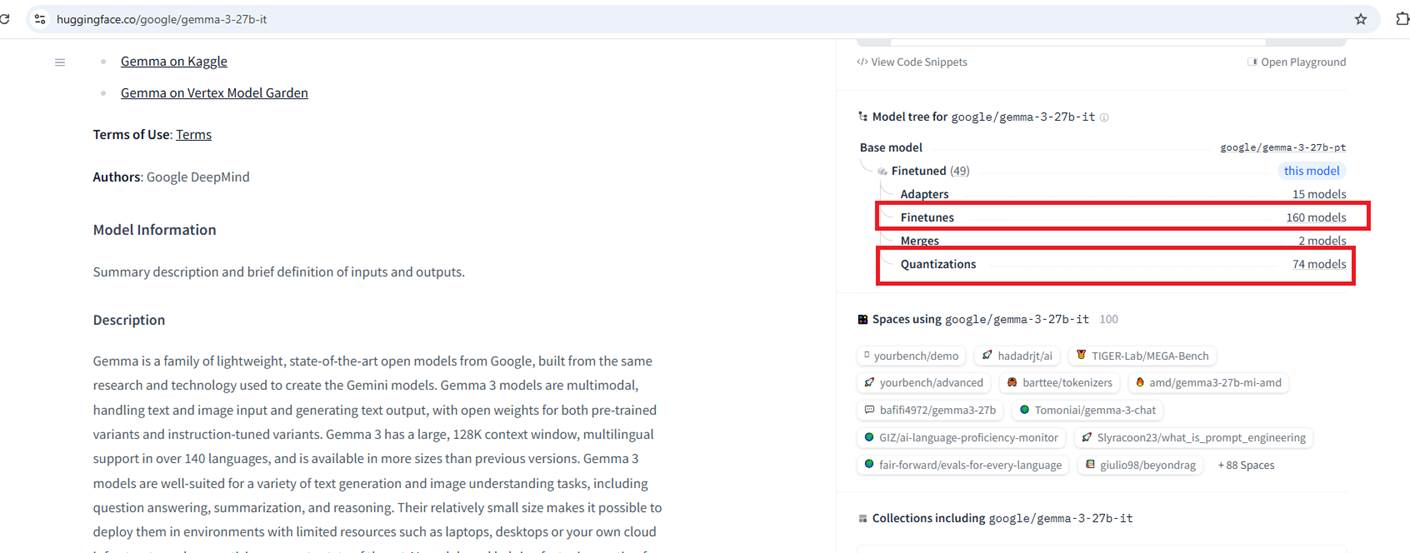 huggingface.co/google/gemma-3-27b-it
Gemma on Kaggle
Gemma on Vertex Model Garden
Terms of Use: Terms
Authors: Google DeepMind
Model Information
Summary description and brief definition of inputs and outputs.
Description
Gemma is a family of lightweight, state-of-the-art open models from Google, built from the same
research and technology used to create the Gemini models. Gemma 3 models are multimodal,
handling text and image input and generating text output, with open weights for both pre-trained
variants and instruction-tuned variants. Gemma 3 has a large, 128K context window, multilingual
support in over 140 languages, and is available in more sizes than previous versions. Gemma 3
models are well-suited for a variety of text generation and image understanding tasks, including
question answering, summarization, and reasoning. Their relatively small size makes it possible to
deploy them in environments with limited resources such as laptops, desktops or your own cloud
</> View Code Snippets Open Playground
Model tree for google/gemma-3-27b-it
Base model google/gemma-3-27b-pt
Finetuned (49) this model
Adapters 15 models
Finetunes 160 models
Merges 2 models
Quantizations 74 models
Spaces using google/gemma-3-27b-it 100
yourbench/demo hadadrjt/ai TIGER-Lab/MEGA-Bench
yourbench/advanced barttee/tokenizers amd/gemma3-27b-mi-amd
bafifi4972/gemma3-27b Tomoniai/gemma-3-chat
GIZ/ai-language-proficiency-monitor Slyracoon23/what_is_prompt_engineering
fair-forward/evals-for-every-language giulio98/beyondrag + 88 Spaces
Collections including google/gemma-3-27b-it